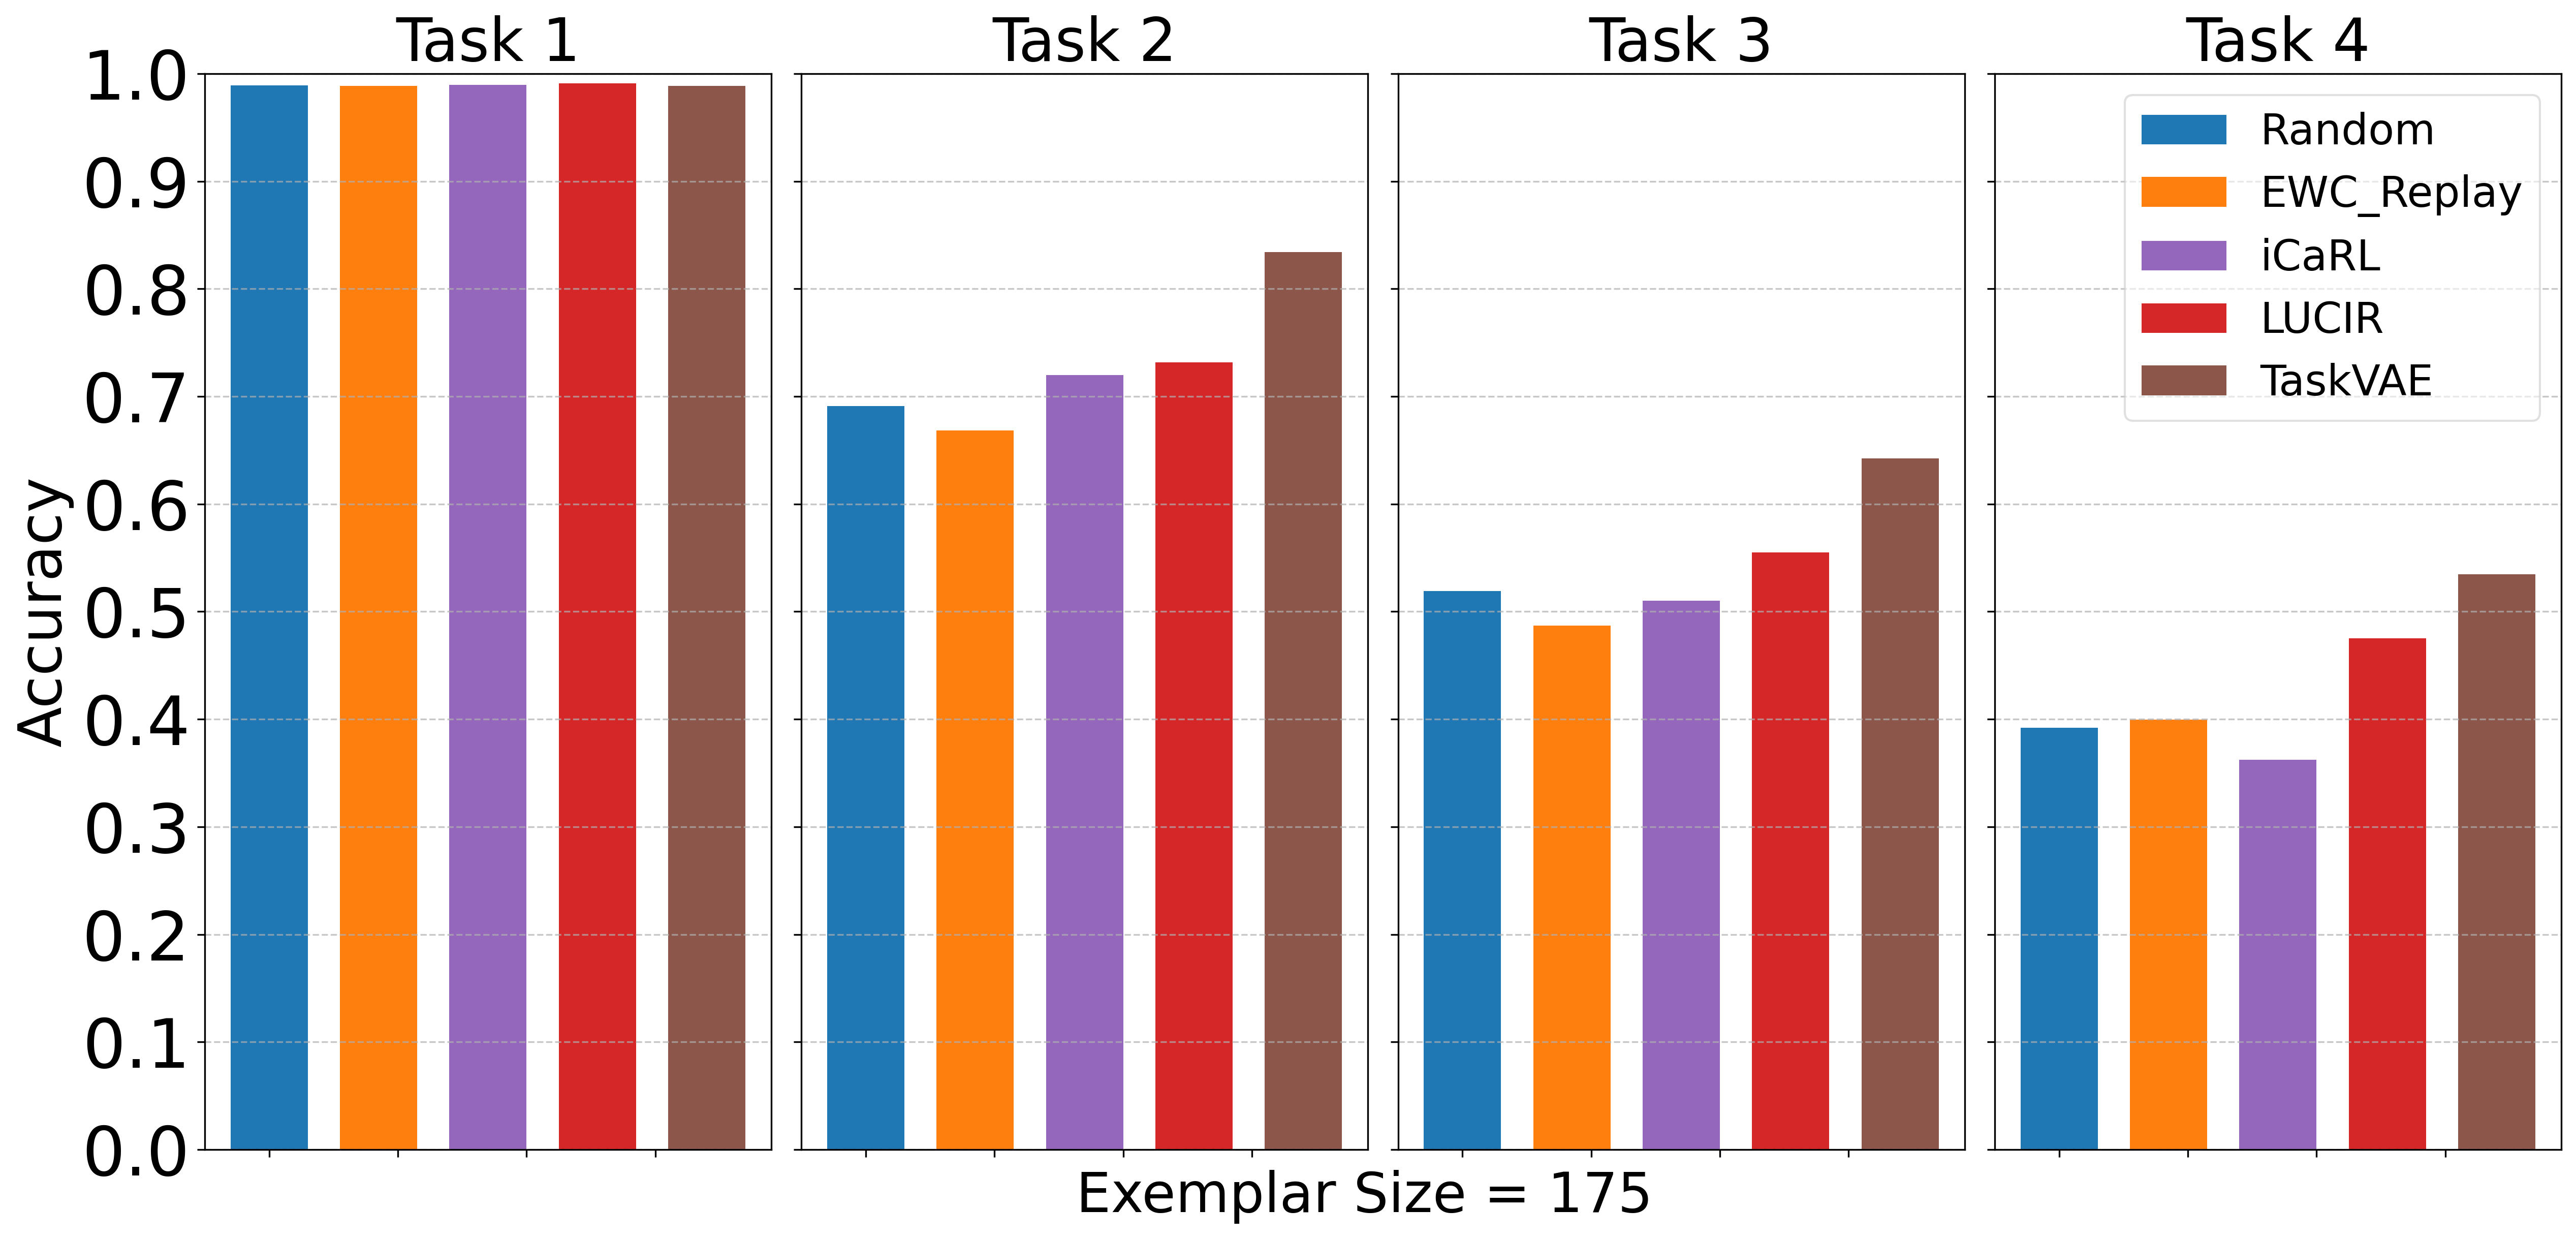 Task 1
Task 2
Task 3
Task 4
1.0
0.9
0.8
0.7
0.6
0.5
0.4
0.3
0.2
0.1
0.0
Accuracy
Random
EWC_Replay
iCaRL
LUCIR
TaskVAE
Exemplar Size = 175